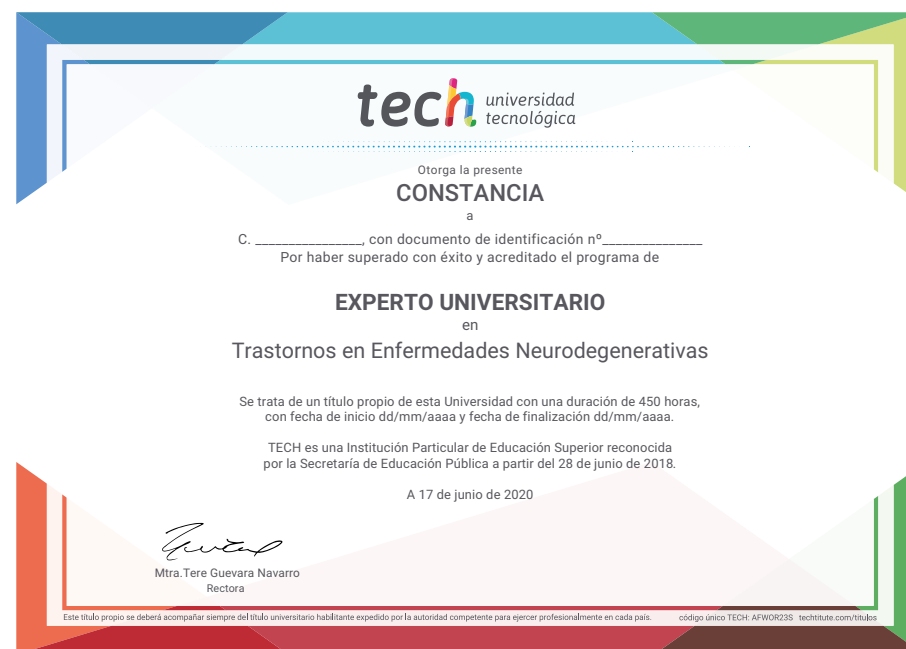 tech universidad
tecnológica
Otorga la presente
CONSTANCIA
a
C. ________________, con documento de identificación nº_______________
Por haber superado con éxito y acreditado el programa de
EXPERTO UNIVERSITARIO
en
Trastornos en Enfermedades Neurodegenerativas
Se trata de un título propio de esta Universidad con una duración de 450 horas,
con fecha de inicio dd/mm/aaaa y fecha de finalización dd/mm/aaaa.
TECH es una Institución Particular de Educación Superior reconocida
por la Secretaría de Educación Pública a partir del 28 de junio de 2018.
A 17 de junio de 2020
Mtra.Tere Guevara Navarro
Rectora
Este título propio se deberá acompañar siempre del título universitario habilitante expedido por la autoridad competente para ejercer profesionalmente en cada país. código único TECH: AFWOR23S techtitute.com/titulos